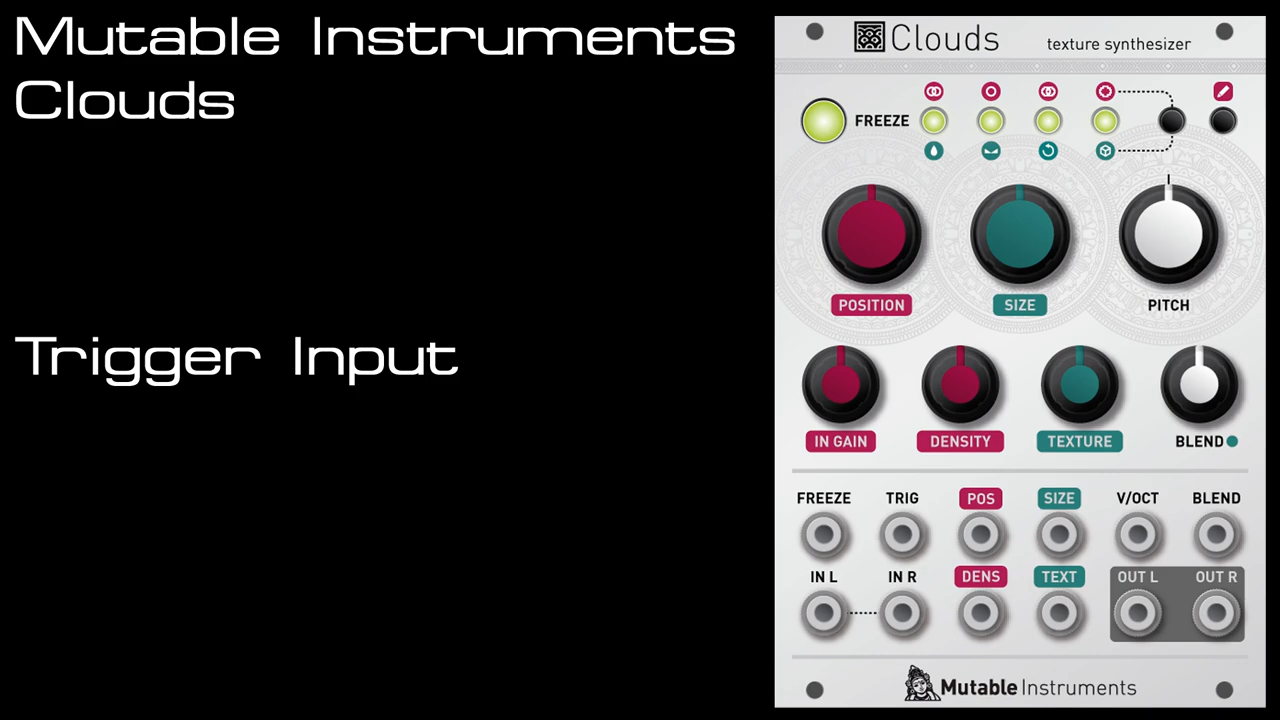 Mutable Instruments
Clouds
Trigger Input
Clouds texture synthesizer
FREEZE
POSITION SIZE PITCH
IN GAIN DENSITY TEXTURE BLEND
FREEZE TRIG POS SIZE V/OCT BLEND
IN L IN R DENS TEXT OUT L OUT R
Mutable Instruments